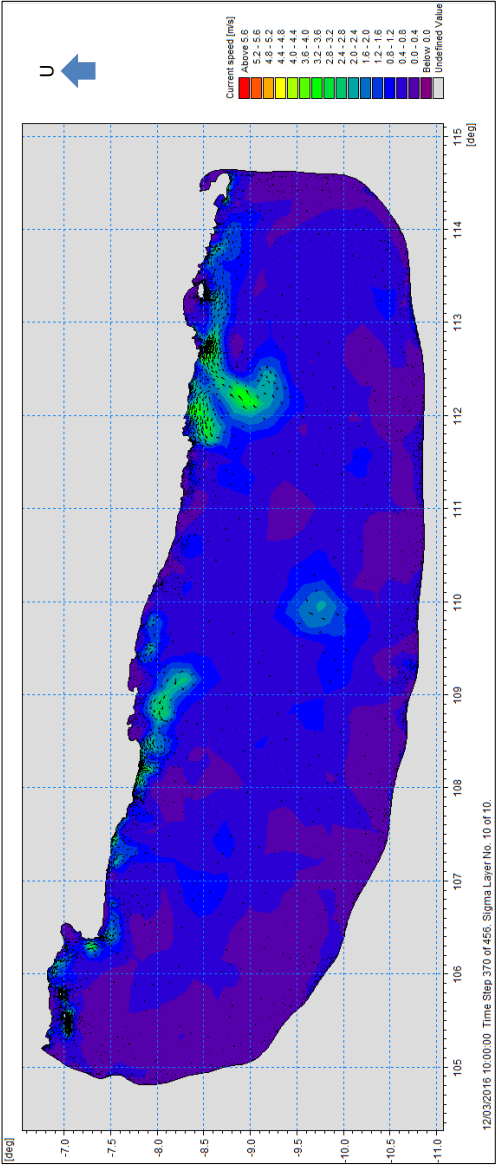 [deg]
-7.0
-7.5
-8.0
-8.5
-9.0
-9.5
-10.0
-10.5
-11.0
105
106
107
108
109
110
111
112
113
114
115
[deg]
12/03/2016 10:00:00 Time Step 370 of 456. Sigma Layer No. 10 of 10.
U
Current speed [m/s]
Above 5.6
5.2 - 5.6
4.8 - 5.2
4.4 - 4.8
4.0 - 4.4
3.6 - 4.0
3.2 - 3.6
2.8 - 3.2
2.4 - 2.8
2.0 - 2.4
1.6 - 2.0
1.2 - 1.6
0.8 - 1.2
0.4 - 0.8
0.0 - 0.4
Below 0.0
Undefined Value